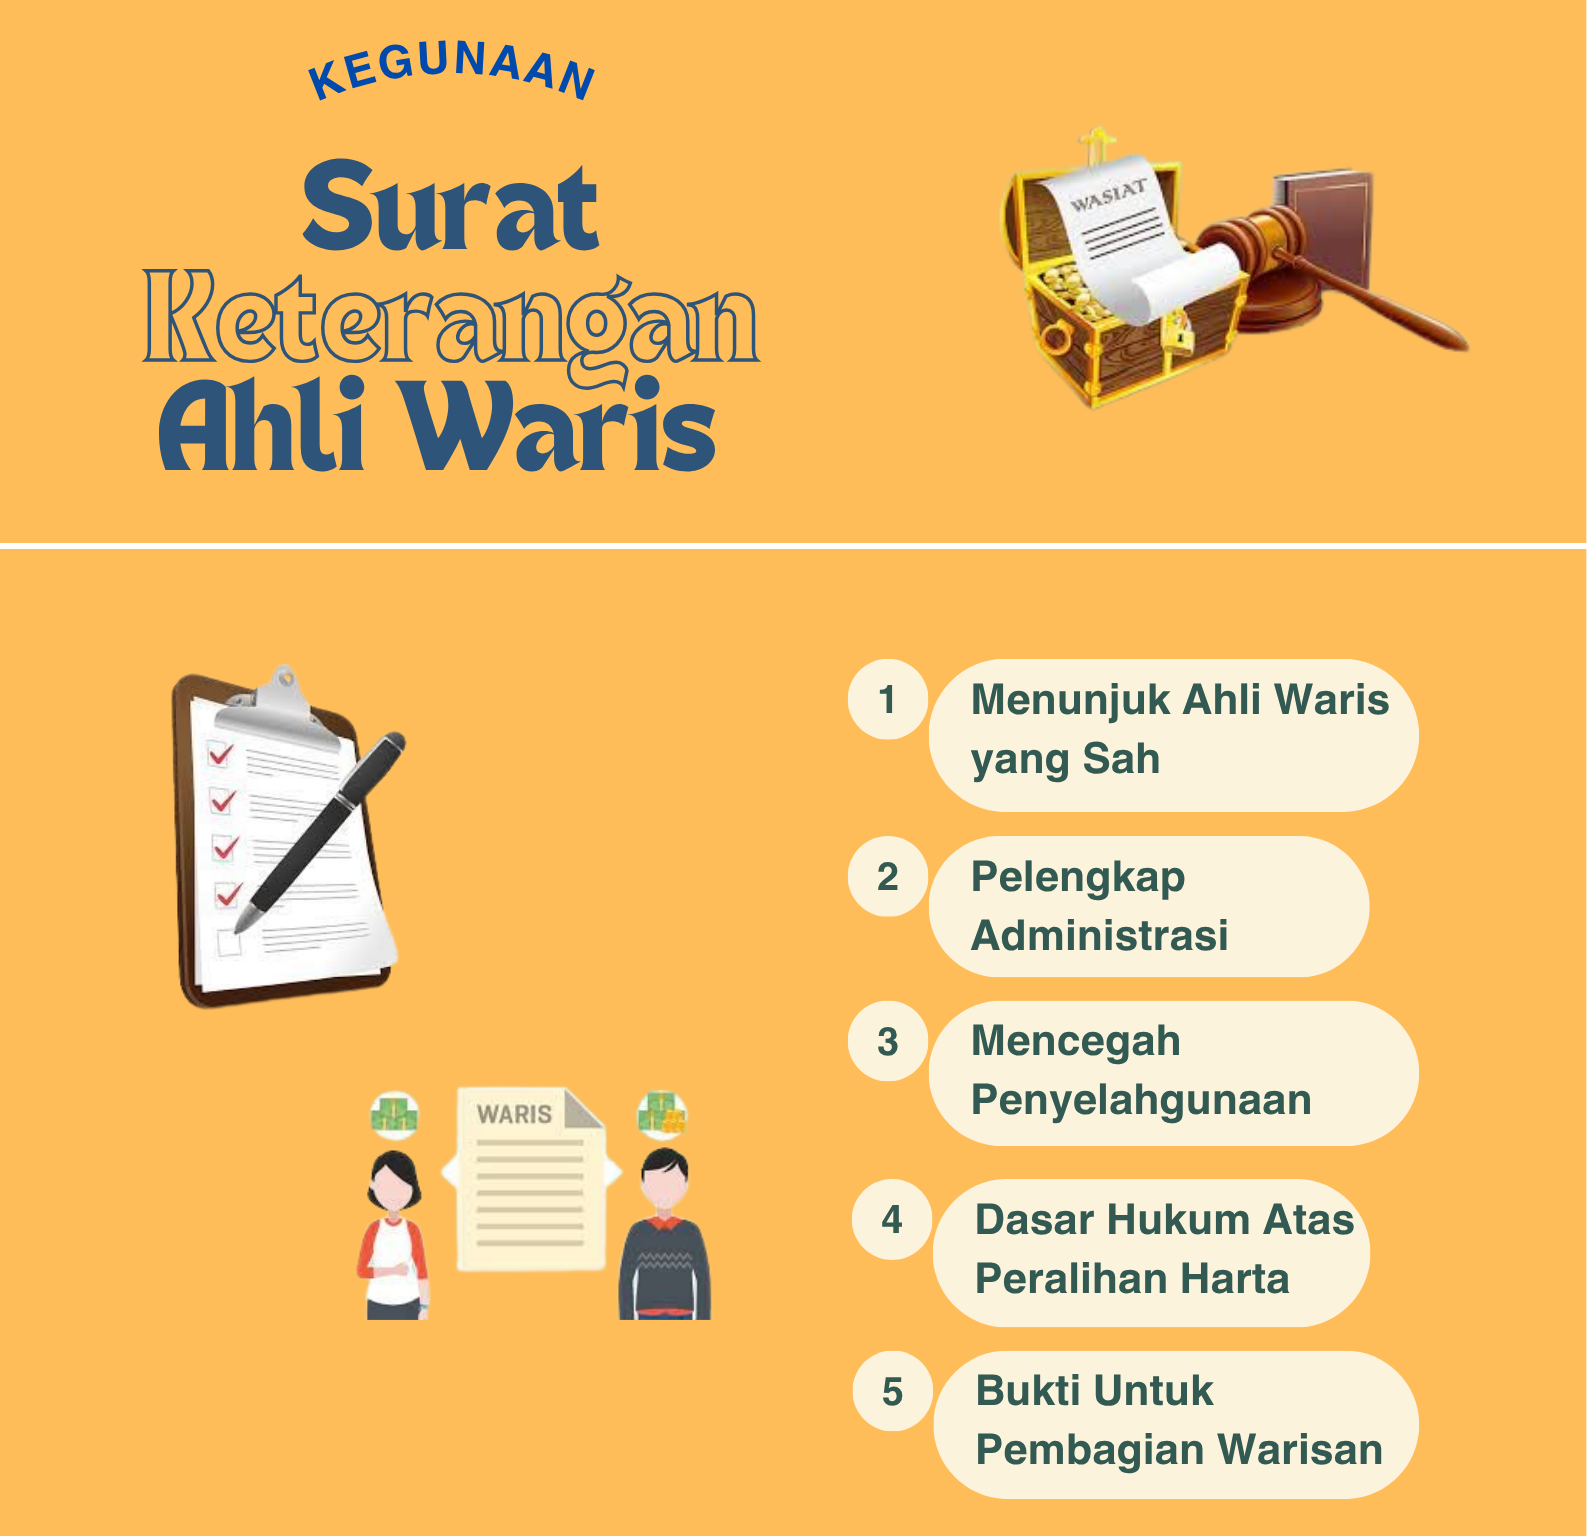 KEGUNAAN
Surat
Keterangan
Ahli Waris
WASIAT
1
Menunjuk Ahli Waris
yang Sah
2
Pelengkap
Administrasi
3
Mencegah
Penyelahgunaan
WARIS
4
Dasar Hukum Atas
Peralihan Harta
5
Bukti Untuk
Pembagian Warisan